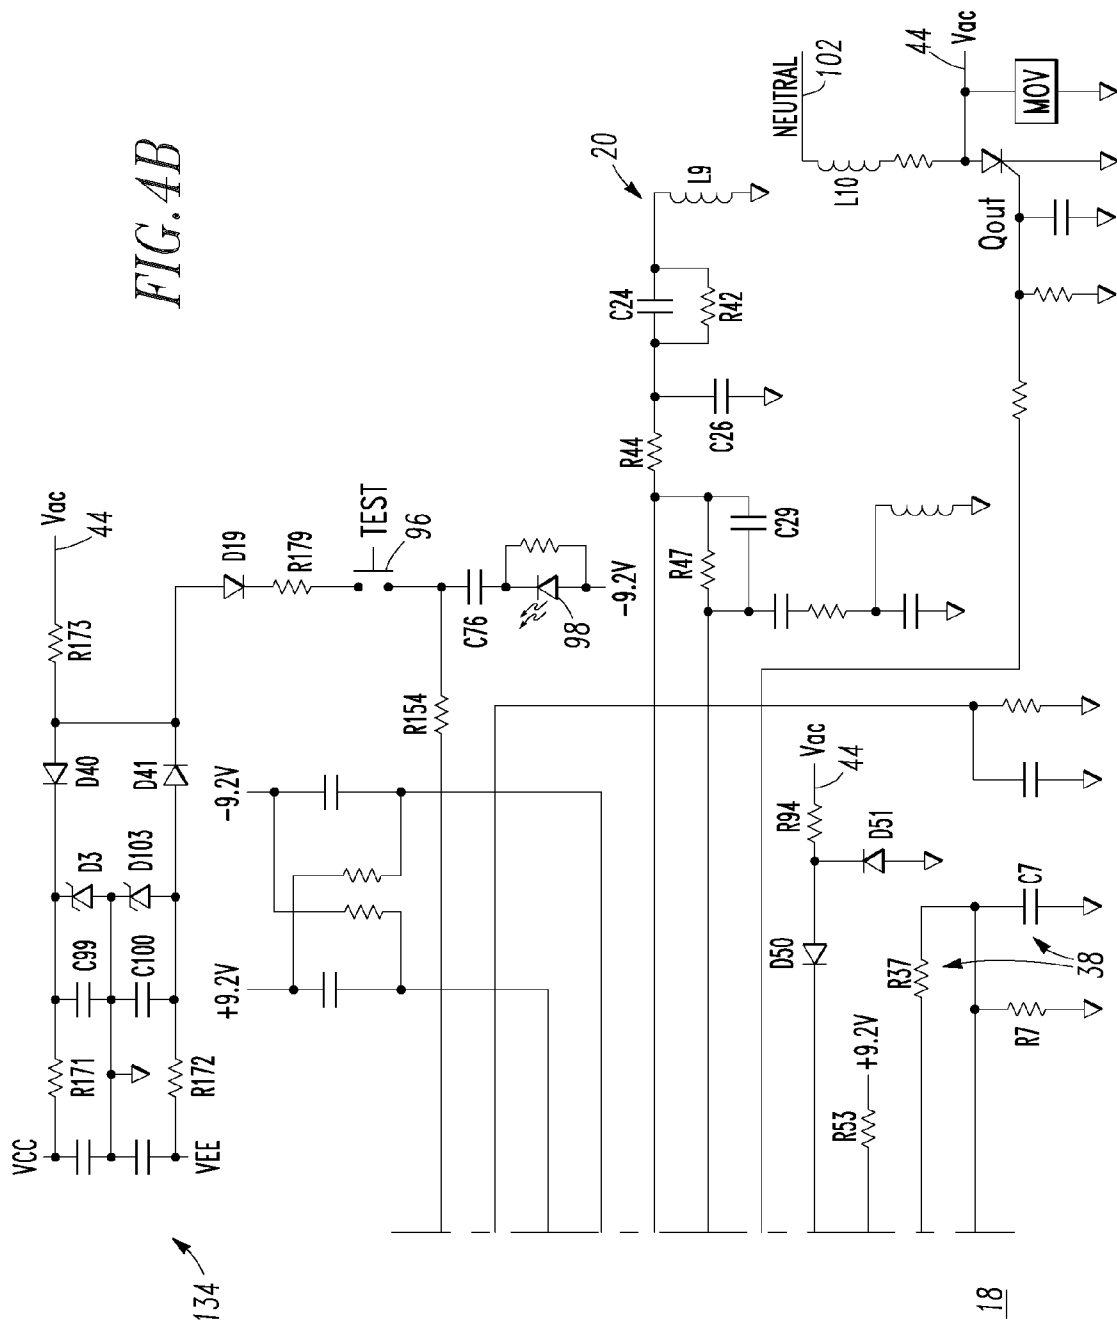 FIG. 4B
134
VCC
VEE
R171
R172
C99
C100
D3
D103
D40
D41
R173
Vac
44
D19
R179
TEST
96
C76
98
-9.2V
R154
+9.2V
-9.2V
20
L9
C24
R42
C26
R44
R47
C29
NEUTRAL
102
L10
44
Vac
MOV
Qout
Vac
44
R94
D51
D50
R53
+9.2V
R37
38
C7
R7
18